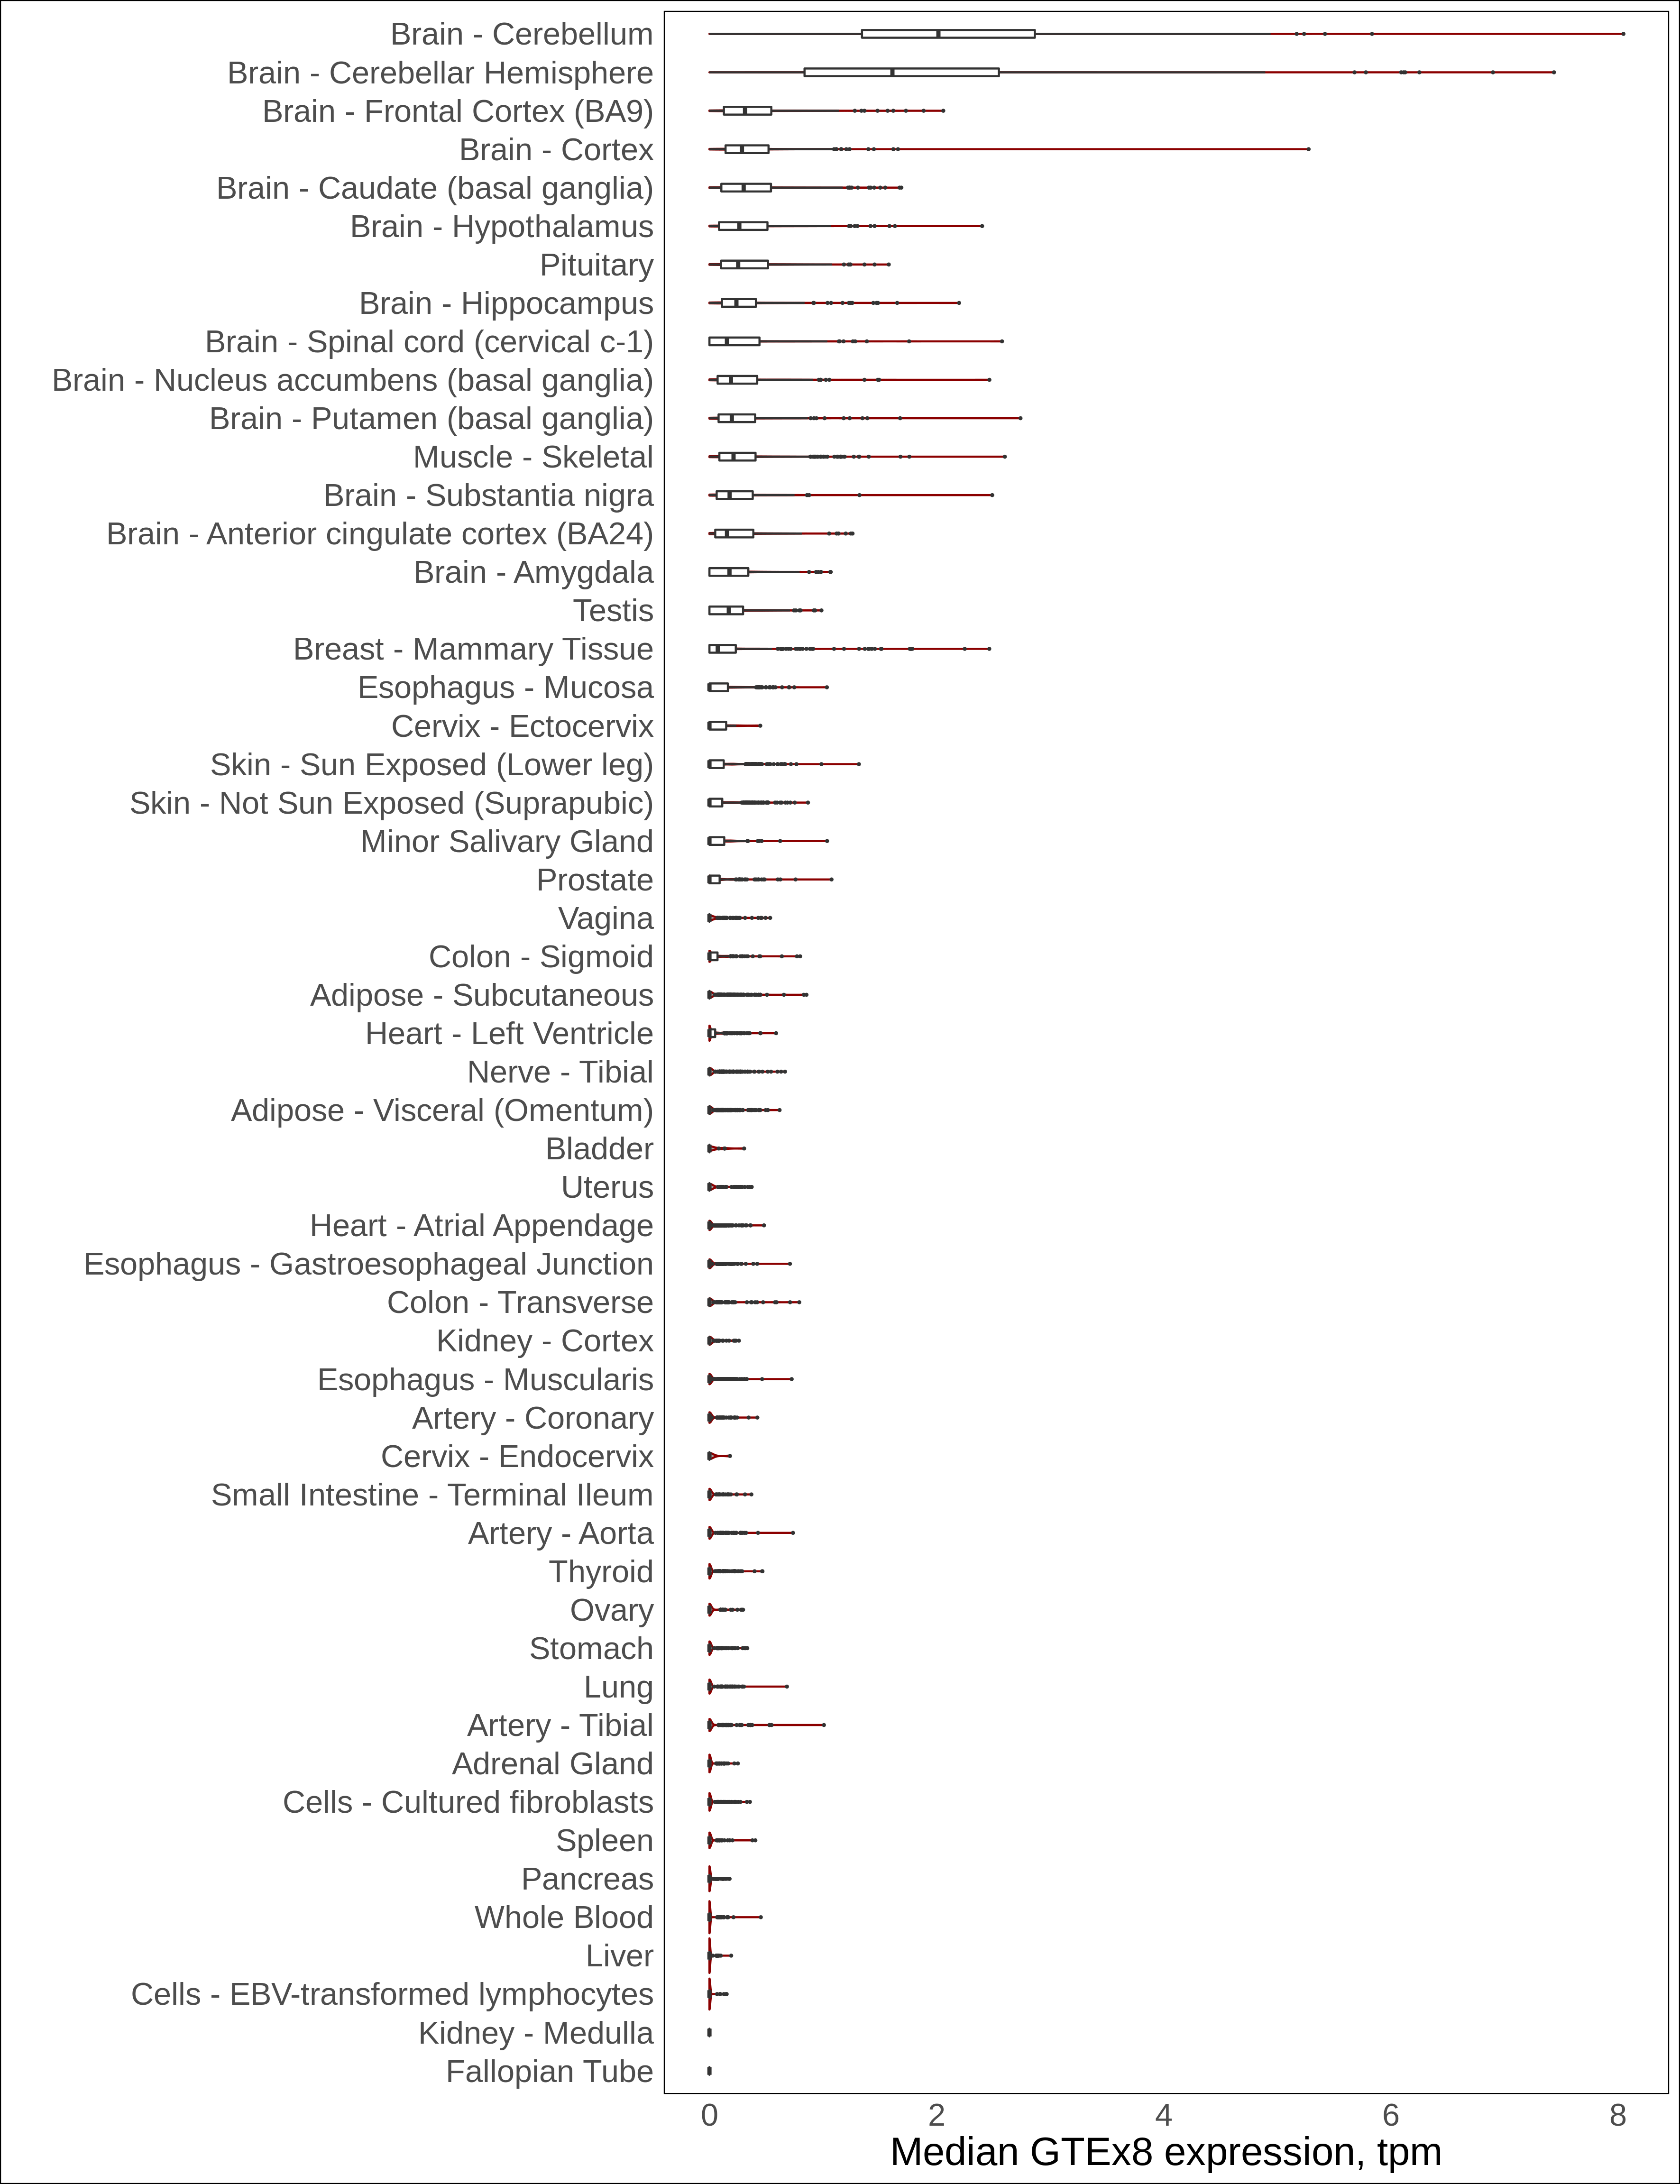 Brain - Cerebellum
Brain - Cerebellar Hemisphere
Brain - Frontal Cortex (BA9)
Brain - Cortex
Brain - Caudate (basal ganglia)
Brain - Hypothalamus
Pituitary
Brain - Hippocampus
Brain - Spinal cord (cervical c-1)
Brain - Nucleus accumbens (basal ganglia)
Brain - Putamen (basal ganglia)
Muscle - Skeletal
Brain - Substantia nigra
Brain - Anterior cingulate cortex (BA24)
Brain - Amygdala
Testis
Breast - Mammary Tissue
Esophagus - Mucosa
Cervix - Ectocervix
Skin - Sun Exposed (Lower leg)
Skin - Not Sun Exposed (Suprapubic)
Minor Salivary Gland
Prostate
Vagina
Colon - Sigmoid
Adipose - Subcutaneous
Heart - Left Ventricle
Nerve - Tibial
Adipose - Visceral (Omentum)
Bladder
Uterus
Heart - Atrial Appendage
Esophagus - Gastroesophageal Junction
Colon - Transverse
Kidney - Cortex
Esophagus - Muscularis
Artery - Coronary
Cervix - Endocervix
Small Intestine - Terminal Ileum
Artery - Aorta
Thyroid
Ovary
Stomach
Lung
Artery - Tibial
Adrenal Gland
Cells - Cultured fibroblasts
Spleen
Pancreas
Whole Blood
Liver
Cells - EBV-transformed lymphocytes
Kidney - Medulla
Fallopian Tube
0 2 4 6 8
Median GTEx8 expression, tpm